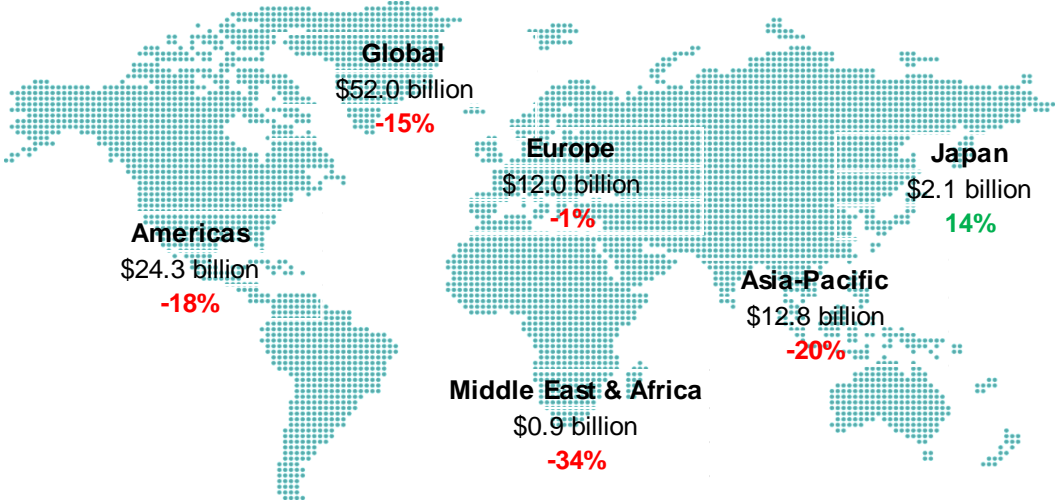 Global
$52.0 billion
-15%
Europe
$12.0 billion
-1%
Japan
$2.1 billion
14%
Americas
$24.3 billion
-18%
Asia-Pacific
$12.8 billion
-20%
Middle East & Africa
$0.9 billion
-34%